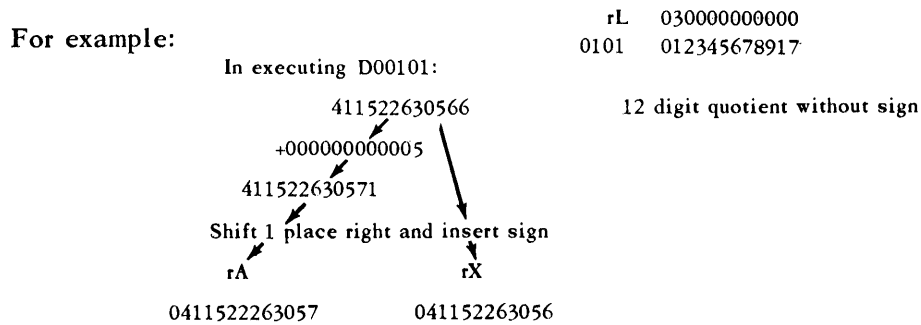 rL 030000000000
For example:
0101 012345678917
In executing D00101:
411522630566
12 digit quotient without sign
+000000000005
411522630571
Shift 1 place right and insert sign
rA rX
0411522263057 0411522263056